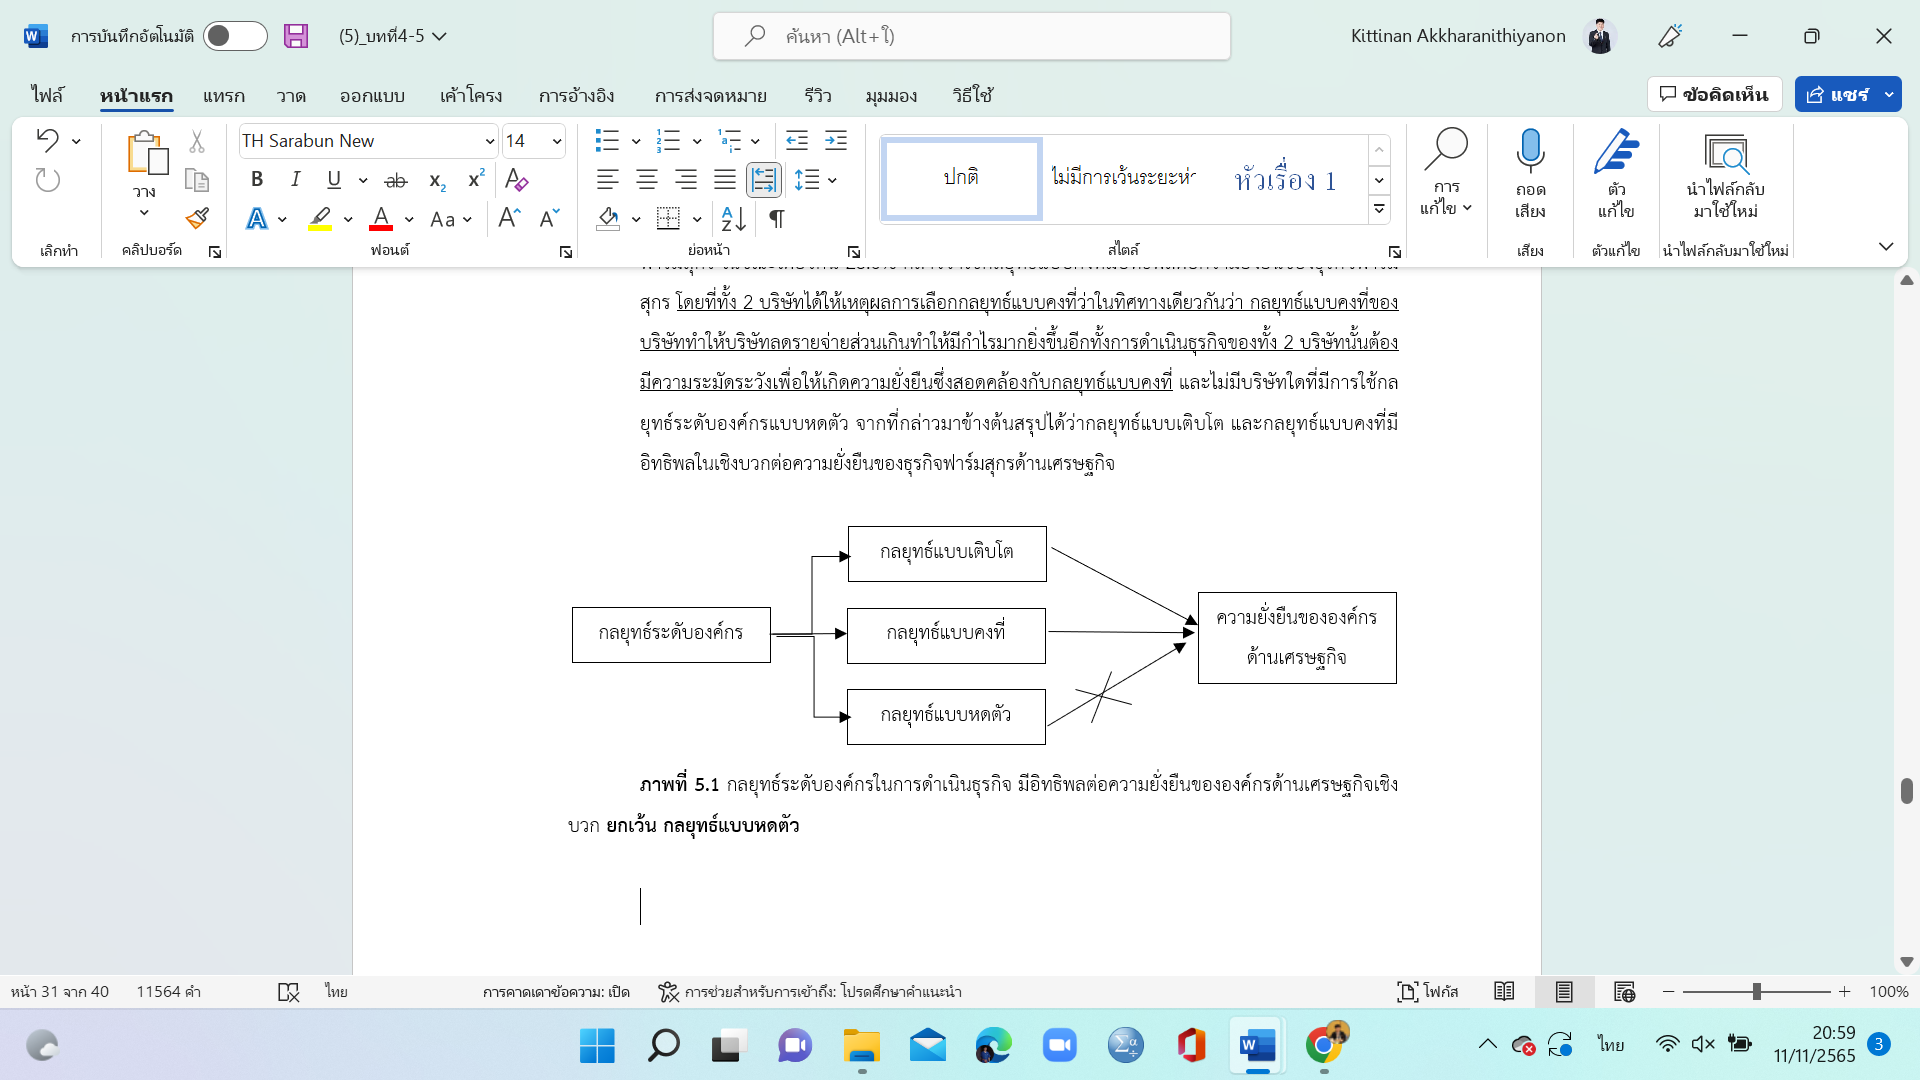 การบันทึกอัตโนมัติ
(5)_บทที่4-5
ค้นหา (Alt+ใ)
Kittinan Akkharanithiyanon
ไฟล์ หน้าแรก แทรก วาด ออกแบบ เค้าโครง การอ้างอิง การส่งจดหมาย รีวิว มุมมอง วิธีใช้
ข้อคิดเห็น แชร์
วาง
TH Sarabun New 14
ปกติ
ไม่มีการเว้นระยะห่า
หัวเรื่อง 1
การ
แก้ไข
ถอด
เสียง
ตัว
แก้ไข
นำไฟล์กลับ
มาใช้ใหม่
เลิกทำ คลิปบอร์ด ฟอนต์ ย่อหน้า สไตล์ เสียง ตัวแก้ไข นำไฟล์กลับมาใช้ใหม่
สุกร โดยที่ทั้ง 2 บริษัทได้ให้เหตุผลการเลือกกลยุทธ์แบบคงที่ว่าในทิศทางเดียวกันว่า กลยุทธ์แบบคงที่ของ
บริษัททำให้บริษัทลดรายจ่ายส่วนเกินทำให้มีกำไรมากยิ่งขึ้นอีกทั้งการดำเนินธุรกิจของทั้ง 2 บริษัทนั้นต้อง
มีความระมัดระวังเพื่อให้เกิดความยั่งยืนซึ่งสอดคล้องกับกลยุทธ์แบบคงที่ และไม่มีบริษัทใดที่มีการใช้กล
ยุทธ์ระดับองค์กรแบบหดตัว จากที่กล่าวมาข้างต้นสรุปได้ว่ากลยุทธ์แบบเติบโต และกลยุทธ์แบบคงที่มี
อิทธิพลในเชิงบวกต่อความยั่งยืนของธุรกิจฟาร์มสุกรด้านเศรษฐกิจ
กลยุทธ์แบบเติบโต
กลยุทธ์ระดับองค์กร
กลยุทธ์แบบคงที่
ความยั่งยืนขององค์กร
ด้านเศรษฐกิจ
กลยุทธ์แบบหดตัว
ภาพที่ 5.1 กลยุทธ์ระดับองค์กรในการดำเนินธุรกิจ มีอิทธิพลต่อความยั่งยืนขององค์กรด้านเศรษฐกิจเชิง
บวก ยกเว้น กลยุทธ์แบบหดตัว
หน้า 31 จาก 40 11564 คำ ไทย การคาดเดาข้อความ: เปิด การช่วยสำหรับการเข้าถึง: โปรดศึกษาคำแนะนำ โฟกัส 100%
ไทย
20:59
11/11/2565
3